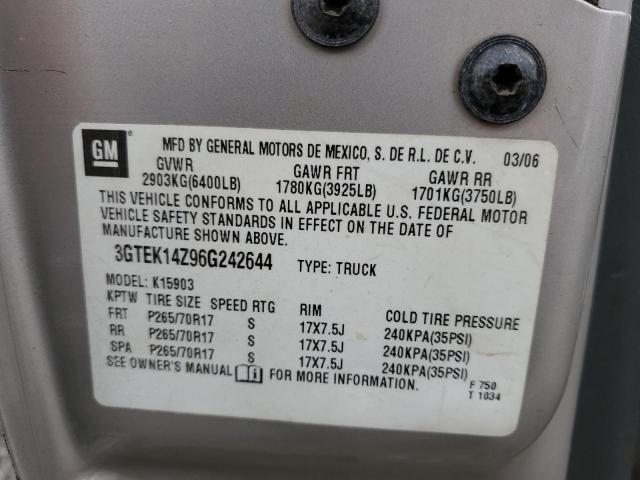 GM
MFD BY GENERAL MOTORS DE MEXICO, S. DE R.L. DE C.V. 03/06
GVWR GAWR FRT GAWR RR
2903KG(6400LB) 1780KG(3925LB) 1701KG(3750LB)
THIS VEHICLE CONFORMS TO ALL APPLICABLE U.S. FEDERAL MOTOR
VEHICLE SAFETY STANDARDS IN EFFECT ON THE DATE OF
MANUFACTURE SHOWN ABOVE.
3GTEK14Z96G242644 TYPE: TRUCK
MODEL: K15903
KPTW TIRE SIZE SPEED RTG RIM COLD TIRE PRESSURE
FRT P265/70R17 S 17X7.5J 240KPA(35PSI)
RR P265/70R17 S 17X7.5J 240KPA(35PSI)
SPA P265/70R17 S 17X7.5J 240KPA(35PSI)
SEE OWNER'S MANUAL i FOR MORE INFORMATION.
F 750
T 1034